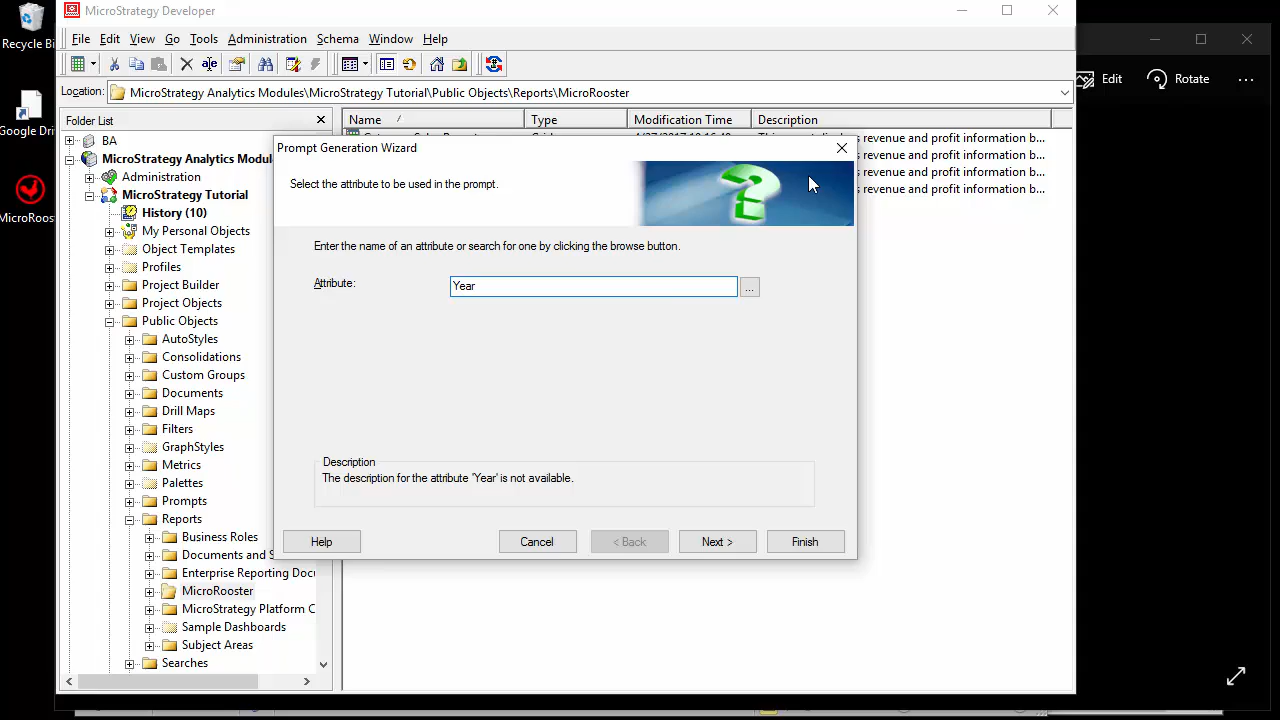 Recycle Bi
Google Dri
MicroRoost
MicroStrategy Developer
File Edit View Go Tools Administration Schema Window Help
Location: MicroStrategy Analytics Modules\MicroStrategy Tutorial\Public Objects\Reports\MicroRooster
Edit Rotate ...
Folder List
BA
MicroStrategy Analytics Modul
Administration
MicroStrategy Tutorial
History (10)
My Personal Objects
Object Templates
Profiles
Project Builder
Project Objects
Public Objects
AutoStyles
Consolidations
Custom Groups
Documents
Drill Maps
Filters
GraphStyles
Metrics
Palettes
Prompts
Reports
Business Roles
Documents and S
Enterprise Reporting Docu
MicroRooster
MicroStrategy Platform C
Sample Dashboards
Subject Areas
Searches
Name Type Modification Time Description
s revenue and profit information b...
s revenue and profit information b...
s revenue and profit information b...
s revenue and profit information b...
Prompt Generation Wizard
Select the attribute to be used in the prompt.
Enter the name of an attribute or search for one by clicking the browse button.
Attribute: Year ...
Description
The description for the attribute 'Year' is not available.
Help Cancel < Back Next > Finish